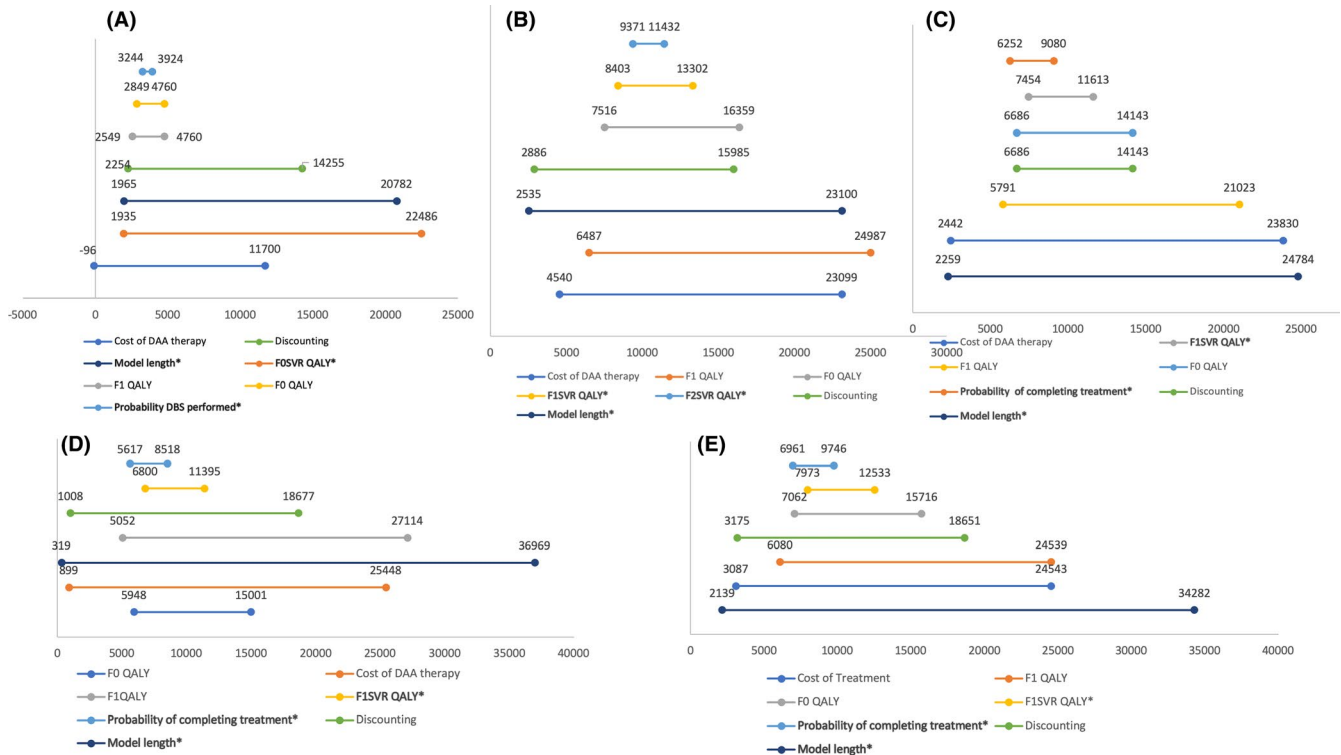 (A)
3244 3924
2849 4760
2549 4760
2254 14255
1965 20782
1935 22486
-96 11700
-5000 0 5000 10000 15000 20000 25000
Cost of DAA therapy Discounting
Model length* F0SVR QALY*
F1 QALY F0 QALY
Probability DBS performed*
(B)
9371 11432
8403 13302
7516 16359
2886 15985
2535 23100
6487 24987
4540 23099
0 5000 10000 15000 20000 25000 30000
Cost of DAA therapy F1 QALY F0 QALY
F1SVR QALY* F2SVR QALY* Discounting
Model length*
(C)
6252 9080
7454 11613
6686 14143
6686 14143
5791 21023
2442 23830
2259 24784
0 5000 10000 15000 20000 25000
Cost of DAA therapy F1SVR QALY*
F1 QALY F0 QALY
Probability of completing treatment* Discounting
Model length*
(D)
5617 8518
6800 11395
1008 18677
5052 27114
319 36969
899 25448
5948 15001
0 5000 10000 15000 20000 25000 30000 35000 40000
F0 QALY Cost of DAA therapy
F1QALY F1SVR QALY*
Probability of completing treatment* Discounting
Model length*
(E)
6961 9746
7973 12533
7062 15716
3175 18651
6080 24539
3087 24543
2139 34282
0 5000 10000 15000 20000 25000 30000 35000 40000
Cost of Treatment F1 QALY
F0 QALY F1SVR QALY*
Probability of completing treatment* Discounting
Model length*